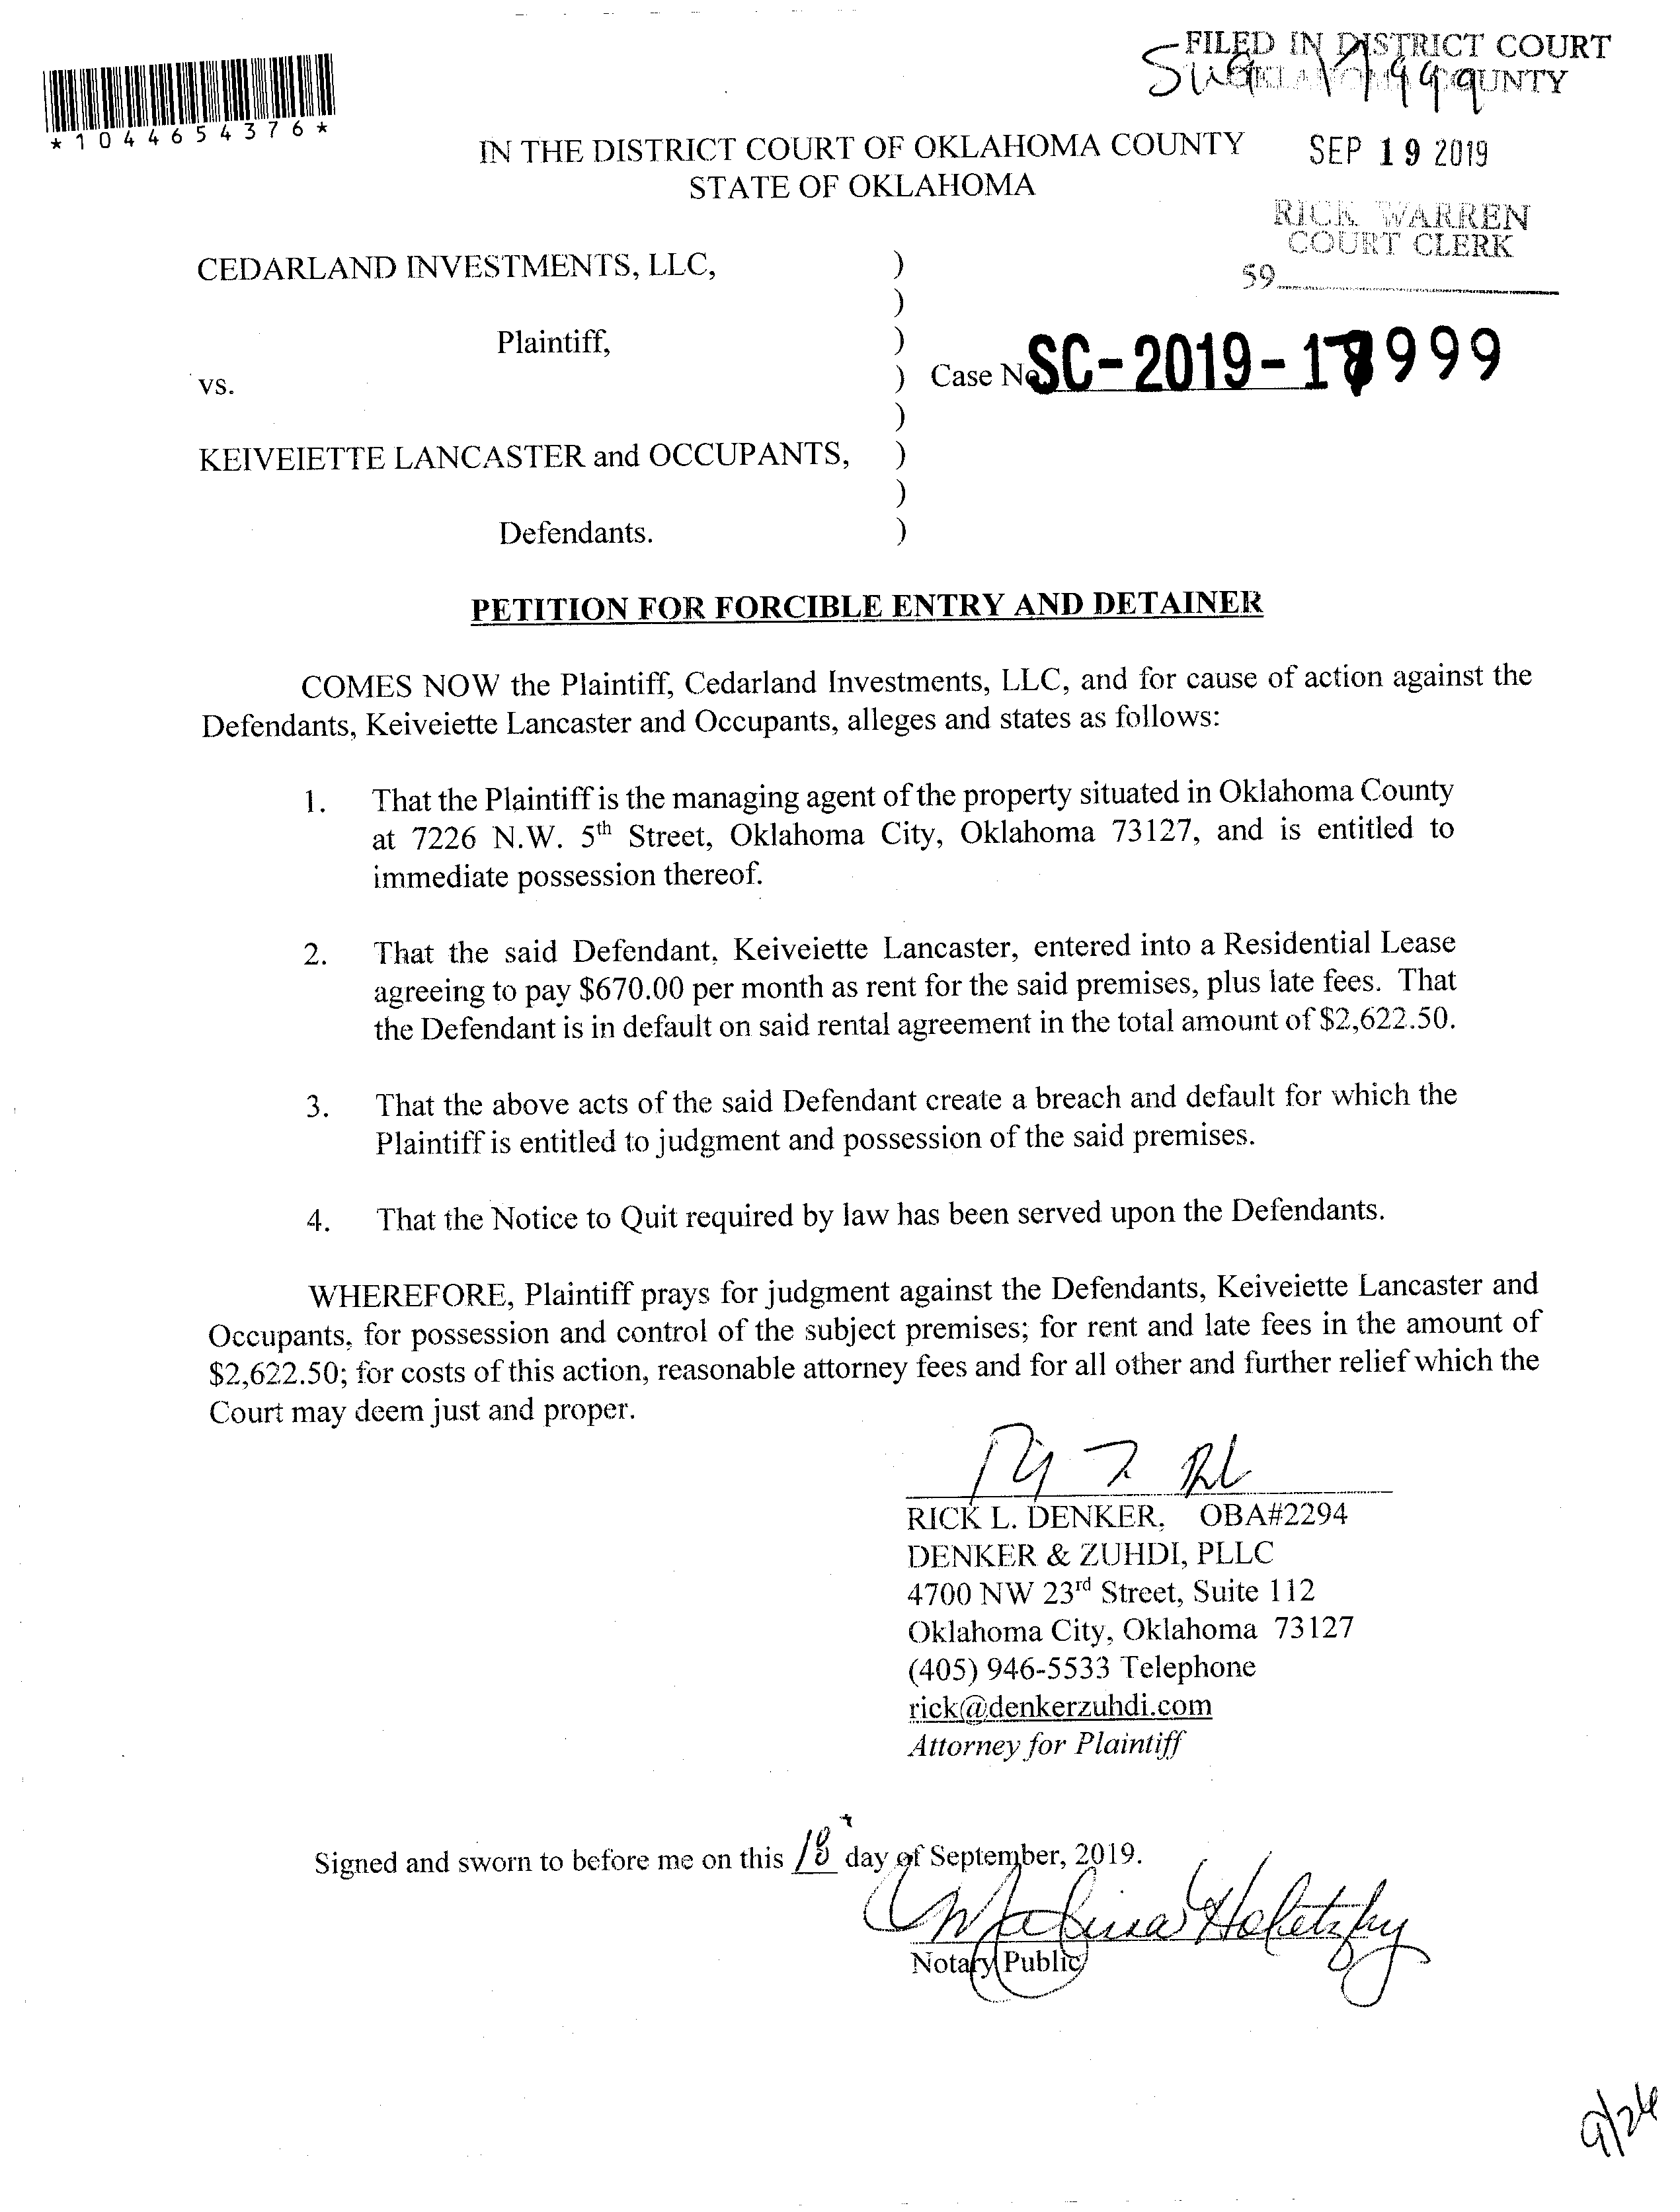 FILED IN DISTRICT COURT
OKLAHOMA COUNTY
*1044654376*
IN THE DISTRICT COURT OF OKLAHOMA COUNTY
STATE OF OKLAHOMA
SEP 19 2019
RICK WARREN
COURT CLERK
59
CEDARLAND INVESTMENTS, LLC, )
)
Plaintiff, )
vs. ) Case No. SC-2019-17999
)
KEIVEIETTE LANCASTER and OCCUPANTS, )
)
Defendants. )
PETITION FOR FORCIBLE ENTRY AND DETAINER
COMES NOW the Plaintiff, Cedarland Investments, LLC, and for cause of action against the
Defendants, Keiveiette Lancaster and Occupants, alleges and states as follows:
1. That the Plaintiff is the managing agent of the property situated in Oklahoma County
at 7226 N.W. 5th Street, Oklahoma City, Oklahoma 73127, and is entitled to
immediate possession thereof.
2. That the said Defendant, Keiveiette Lancaster, entered into a Residential Lease
agreeing to pay $670.00 per month as rent for the said premises, plus late fees. That
the Defendant is in default on said rental agreement in the total amount of $2,622.50.
3. That the above acts of the said Defendant create a breach and default for which the
Plaintiff is entitled to judgment and possession of the said premises.
4. That the Notice to Quit required by law has been served upon the Defendants.
WHEREFORE, Plaintiff prays for judgment against the Defendants, Keiveiette Lancaster and
Occupants, for possession and control of the subject premises; for rent and late fees in the amount of
$2,622.50; for costs of this action, reasonable attorney fees and for all other and further relief which the
Court may deem just and proper.
RICK L. DENKER, OBA#2294
DENKER & ZUHDI, PLLC
4700 NW 23rd Street, Suite 112
Oklahoma City, Oklahoma 73127
(405) 946-5533 Telephone
rick@denkerzuhdi.com
Attorney for Plaintiff
Signed and sworn to before me on this 18 day of September, 2019.
Notary Public
9/26